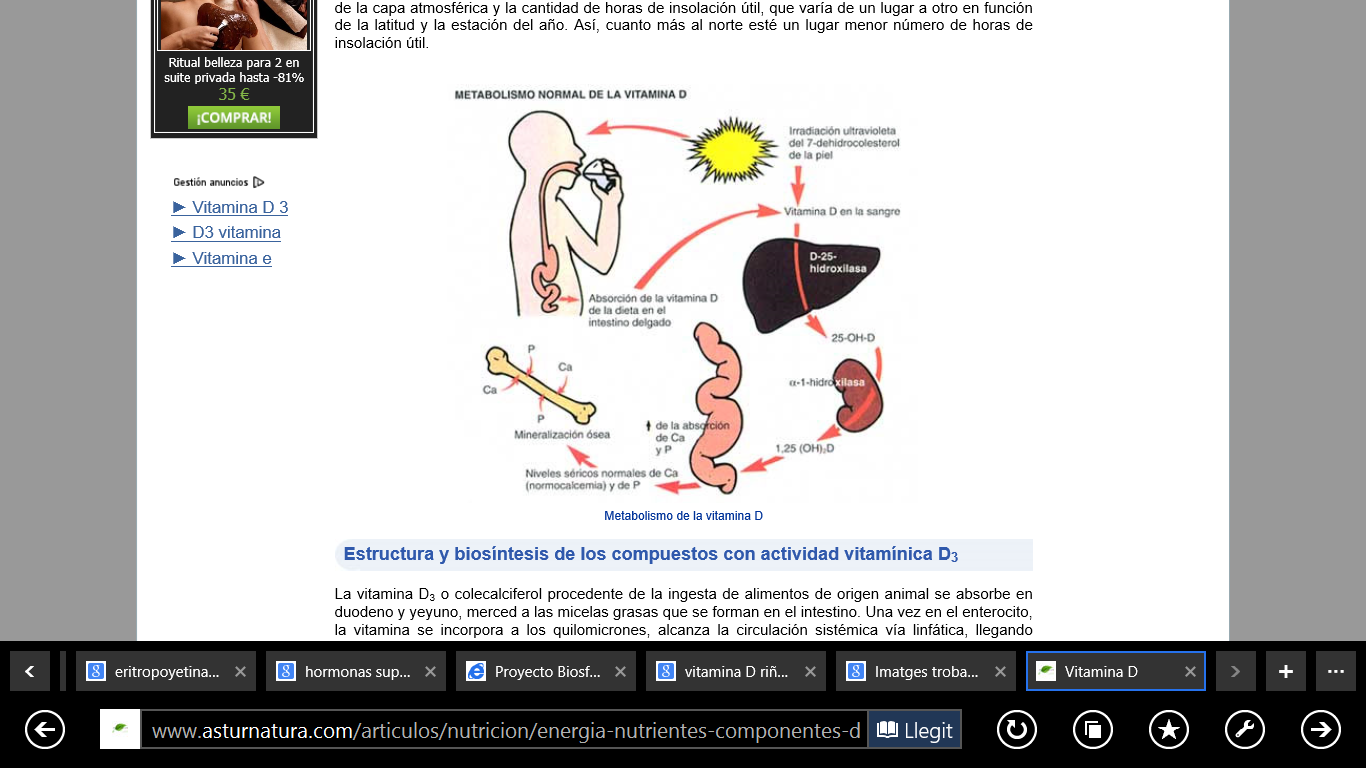 de la capa atmosférica y la cantidad de horas de insolación útil, que varía de un lugar a otro en función
de la latitud y la estación del año. Así, cuanto más al norte esté un lugar menor número de horas de
insolación útil.
Ritual belleza para 2 en
suite privada hasta -81%
35 €
¡COMPRAR!
Gestión anuncios
► Vitamina D 3
► D3 vitamina
► Vitamina e
METABOLISMO NORMAL DE LA VITAMINA D
Irradiación ultravioleta
del 7-dehidrocolesterol
de la piel
Vitamina D en la sangre
D-25-
hidroxilasa
Absorción de la vitamina D
de la dieta en el
intestino delgado
25-OH-D
α-1-hidroxilasa
P
Ca
Ca
P
Mineralización ósea
de la absorción
de Ca
y P
1,25 (OH)₂D
Niveles séricos normales de Ca
(normocalcemia) y de P
Metabolismo de la vitamina D
Estructura y biosíntesis de los compuestos con actividad vitamínica D₃
La vitamina D₃ o colecalciferol procedente de la ingesta de alimentos de origen animal se absorbe en
duodeno y yeyuno, merced a las micelas grasas que se forman en el intestino. Una vez en el enterocito,
la vitamina se incorpora a los quilomicrones, alcanza la circulación sistémica vía linfática, llegando
eritropoyetina...
hormonas sup...
Proyecto Biosf...
vitamina D riñ...
Imatges troba...
Vitamina D
www.asturnatura.com/articulos/nutricion/energia-nutrientes-componentes-d
Llegit